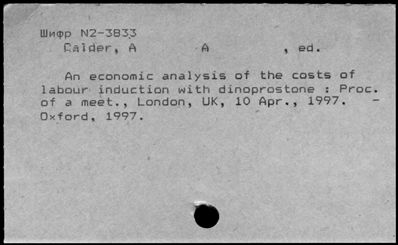 Шифр N2-3833
Calder, A A , ed.
An economic analysis of the costs of
labour induction with dinoprostone : Proc.
of a meet., London, UK, 10 Apr., 1997. -
Oxford, 1997.